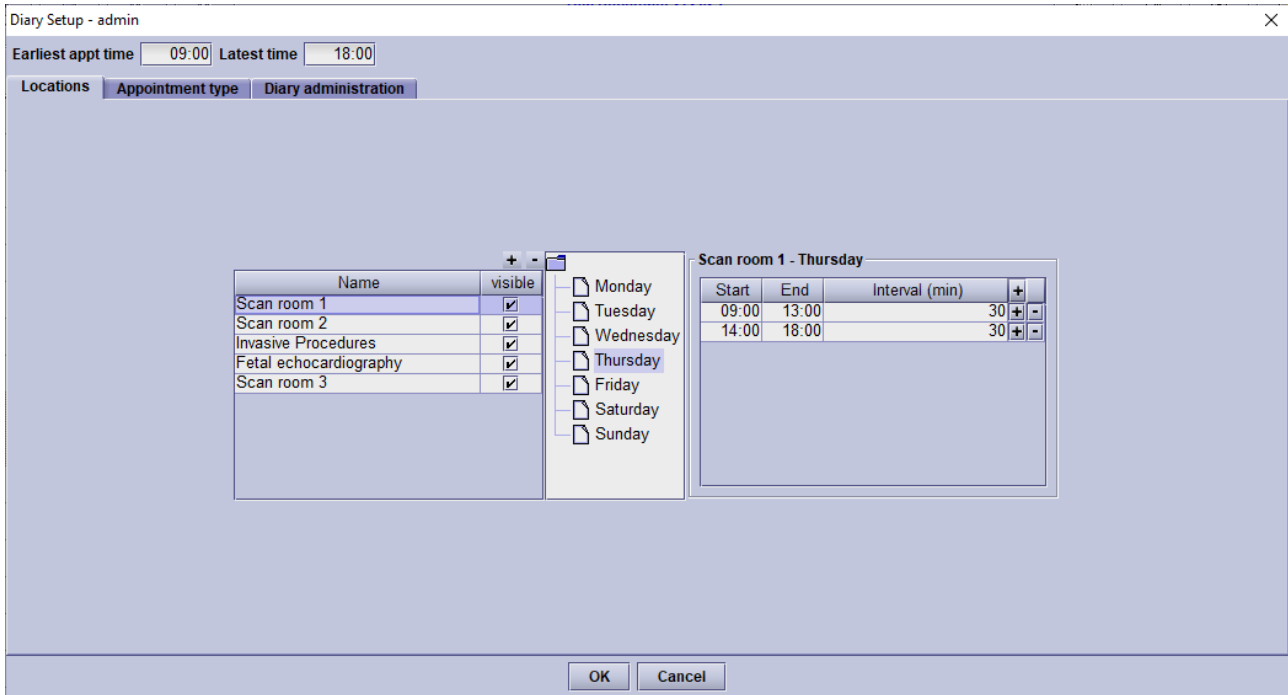 Diary Setup - admin
Earliest appt time 09:00 Latest time 18:00
Locations Appointment type Diary administration
+ -
Name visible
Scan room 1
Scan room 2
Invasive Procedures
Fetal echocardiography
Scan room 3
Monday
Tuesday
Wednesday
Thursday
Friday
Saturday
Sunday
Scan room 1 - Thursday
Start End Interval (min) +
09:00 13:00 30 + -
14:00 18:00 30 + -
OK Cancel